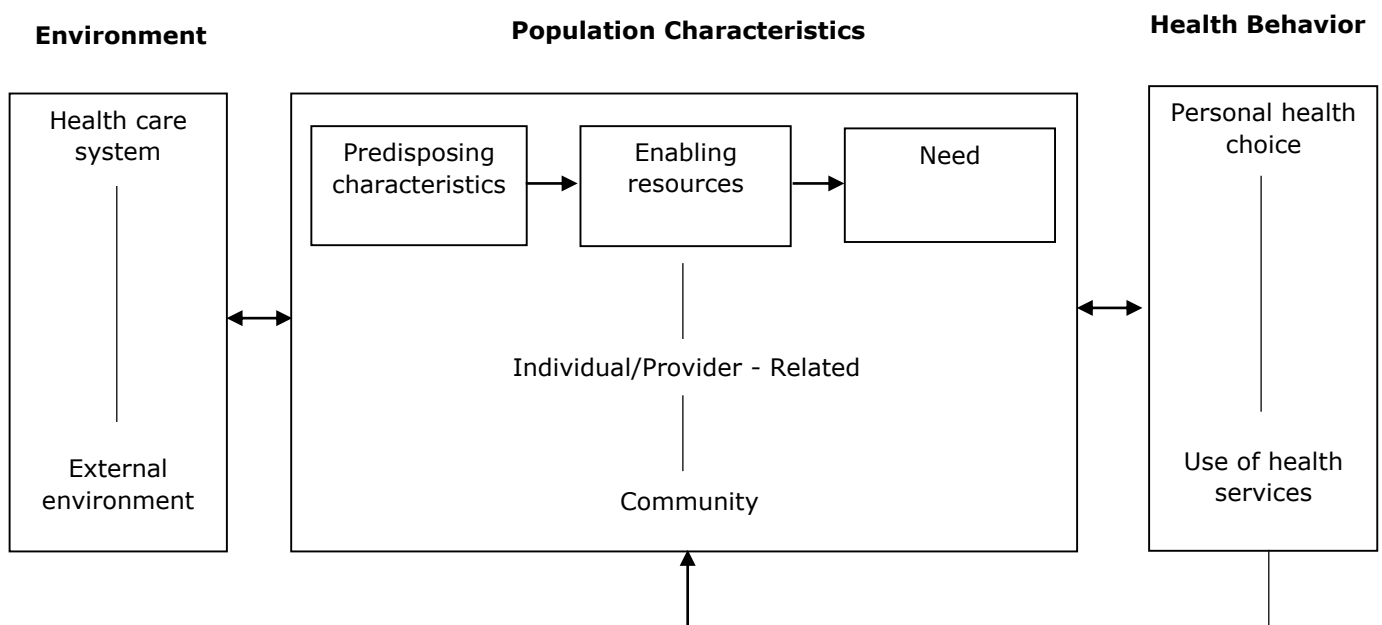 Environment
Population Characteristics
Health Behavior
Health care
system
External
environment
Predisposing
characteristics
Enabling
resources
Need
Individual/Provider - Related
Community
Personal health
choice
Use of health
services